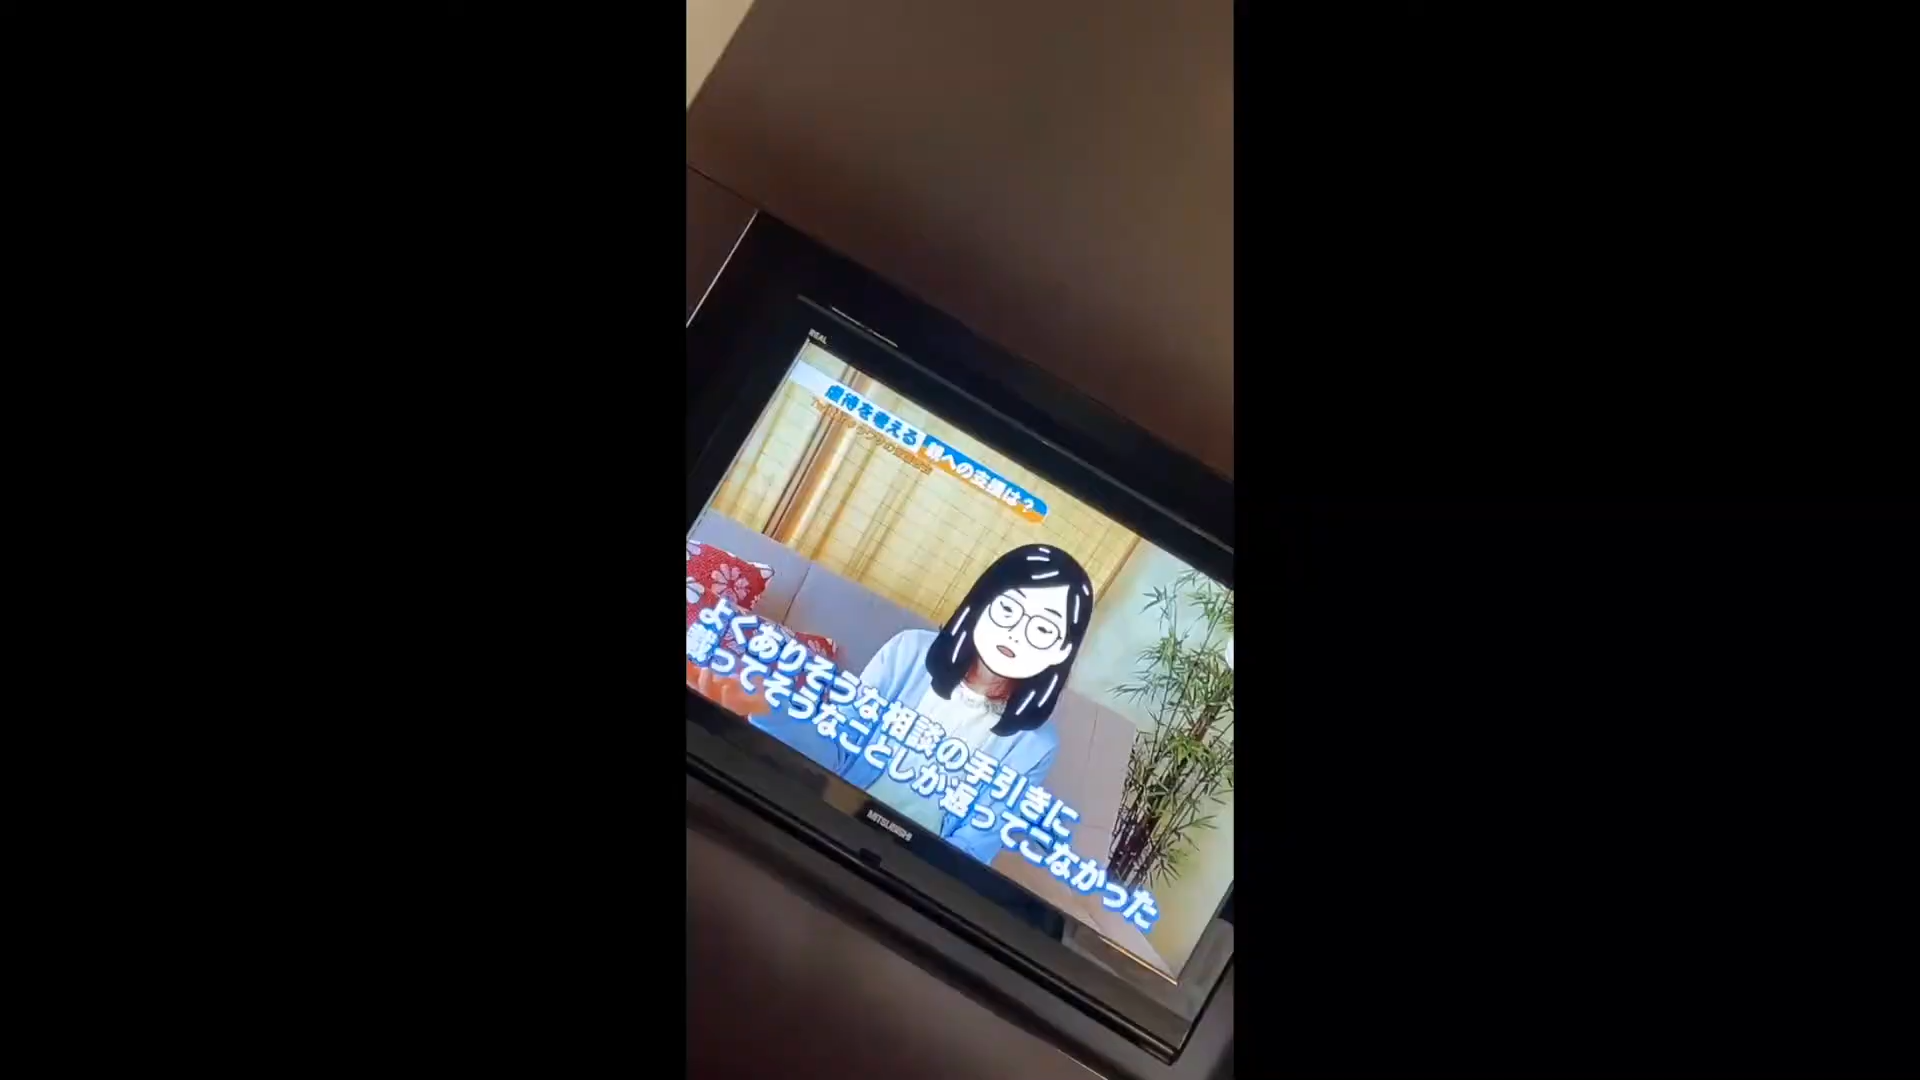 REAL
虐待を考える 親への支援は?
よくありそうな相談の手引きに
載ってそうなことしか返ってこなかった
MITSUBISHI